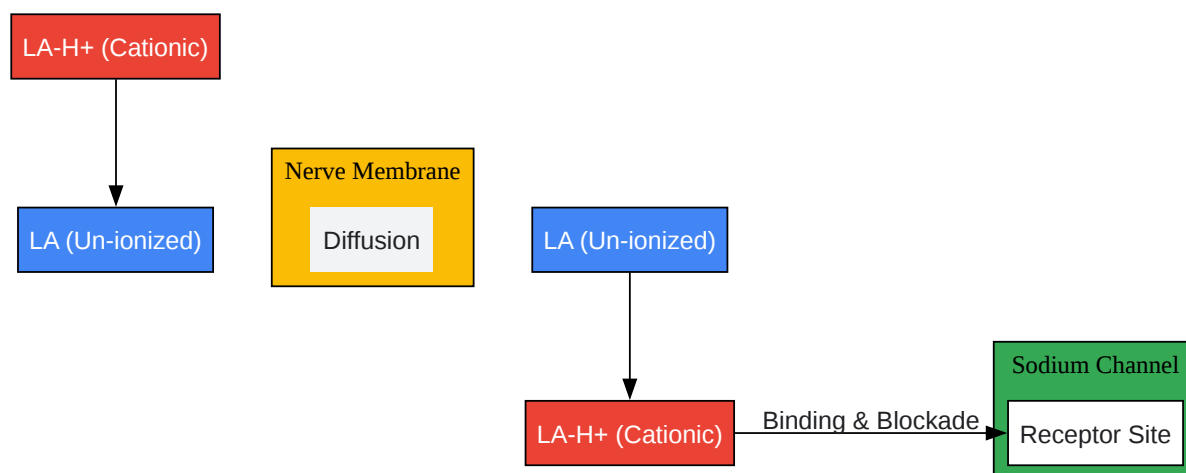 LA-H+ (Cationic)
Nerve Membrane
LA (Un-ionized)
Diffusion
LA (Un-ionized)
Sodium Channel
LA-H+ (Cationic)
Binding & Blockade
Receptor Site